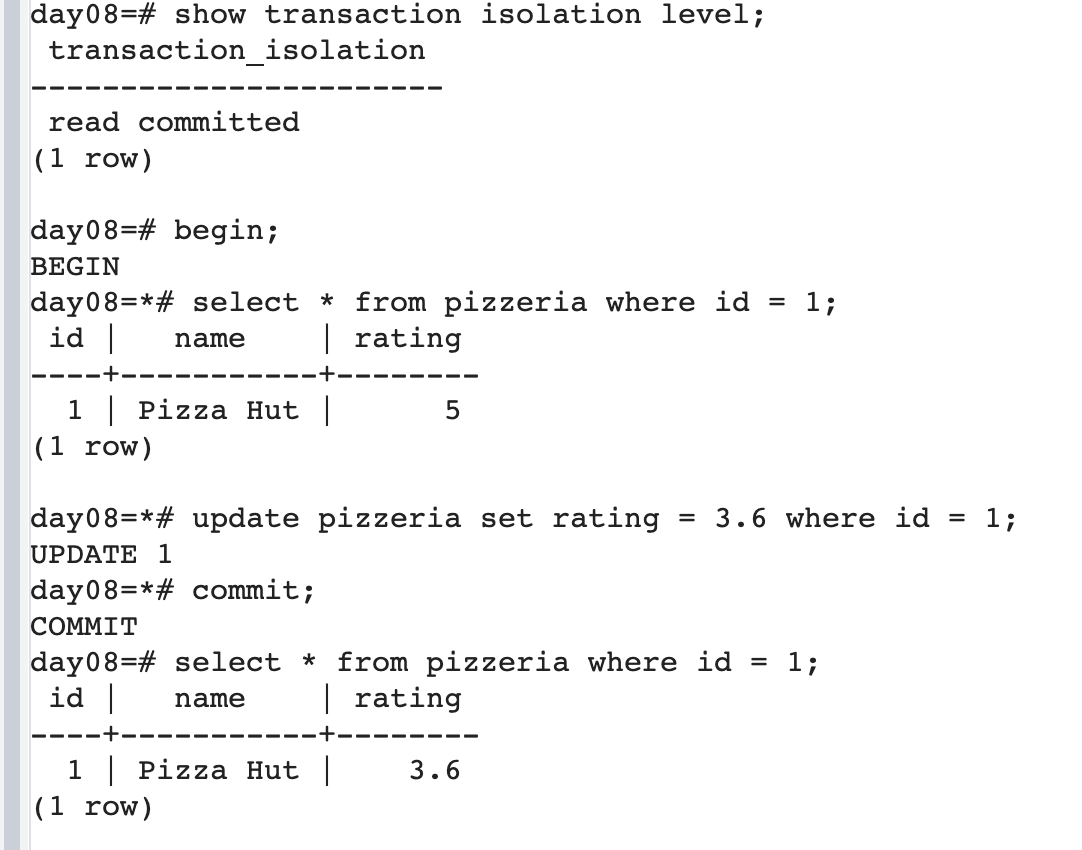 day08=# show transaction isolation level;
 transaction_isolation
-----------------------
 read committed
(1 row)

day08=# begin;
BEGIN
day08=*# select * from pizzeria where id = 1;
 id |   name    | rating
----+-----------+--------
  1 | Pizza Hut |      5
(1 row)

day08=*# update pizzeria set rating = 3.6 where id = 1;
UPDATE 1
day08=*# commit;
COMMIT
day08=# select * from pizzeria where id = 1;
 id |   name    | rating
----+-----------+--------
  1 | Pizza Hut |    3.6
(1 row)